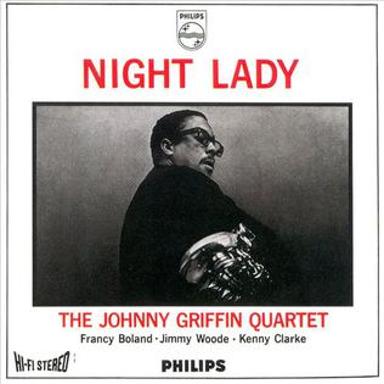 PHILIPS
NIGHT LADY
THE JOHNNY GRIFFIN QUARTET
Francy Boland · Jimmy Woode · Kenny Clarke
HI-FI STEREO
PHILIPS